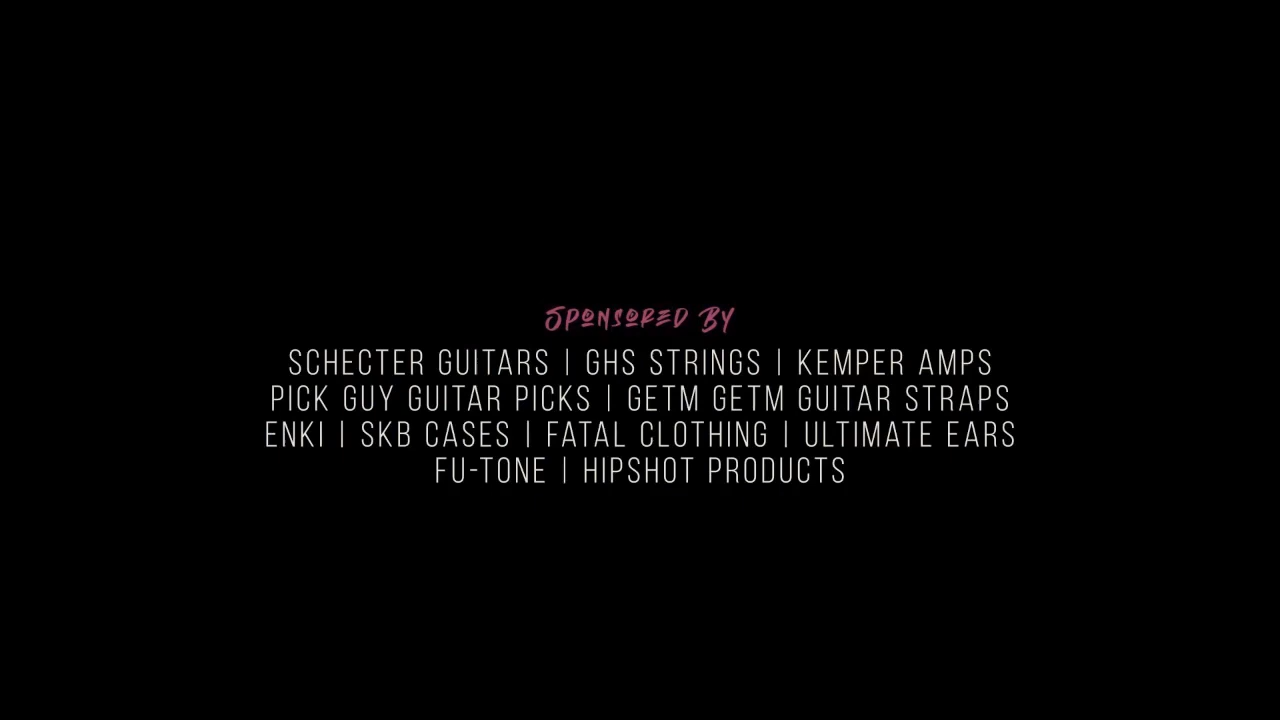 SPONSORED BY
SCHECTER GUITARS | GHS STRINGS | KEMPER AMPS
PICK GUY GUITAR PICKS | GETM GETM GUITAR STRAPS
ENKI | SKB CASES | FATAL CLOTHING | ULTIMATE EARS
FU-TONE | HIPSHOT PRODUCTS